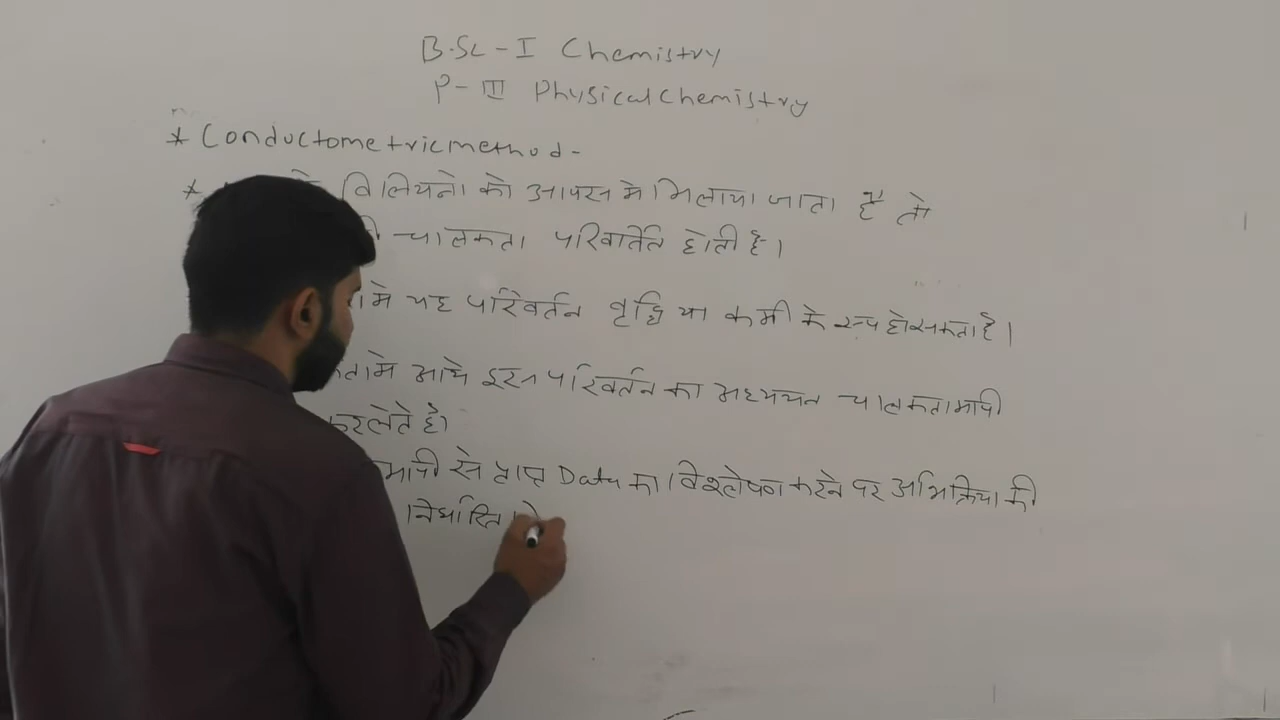 B.Sc - I Chemistry
P - III Physical Chemistry
* Conductometric method -
* विलियनो को आपस मे मिलाया जाता है तो
चालकता परिवर्तित होती है।
मे यह परिवर्तन वृद्धि या कमी के रूप हो सकता है।
मे आये इस परिवर्तन का अध्ययन चालकतामापी
कर लेते है।
मापी से प्राप्त Data का विश्लेषण करने पर अभिक्रिया की
निर्धारित